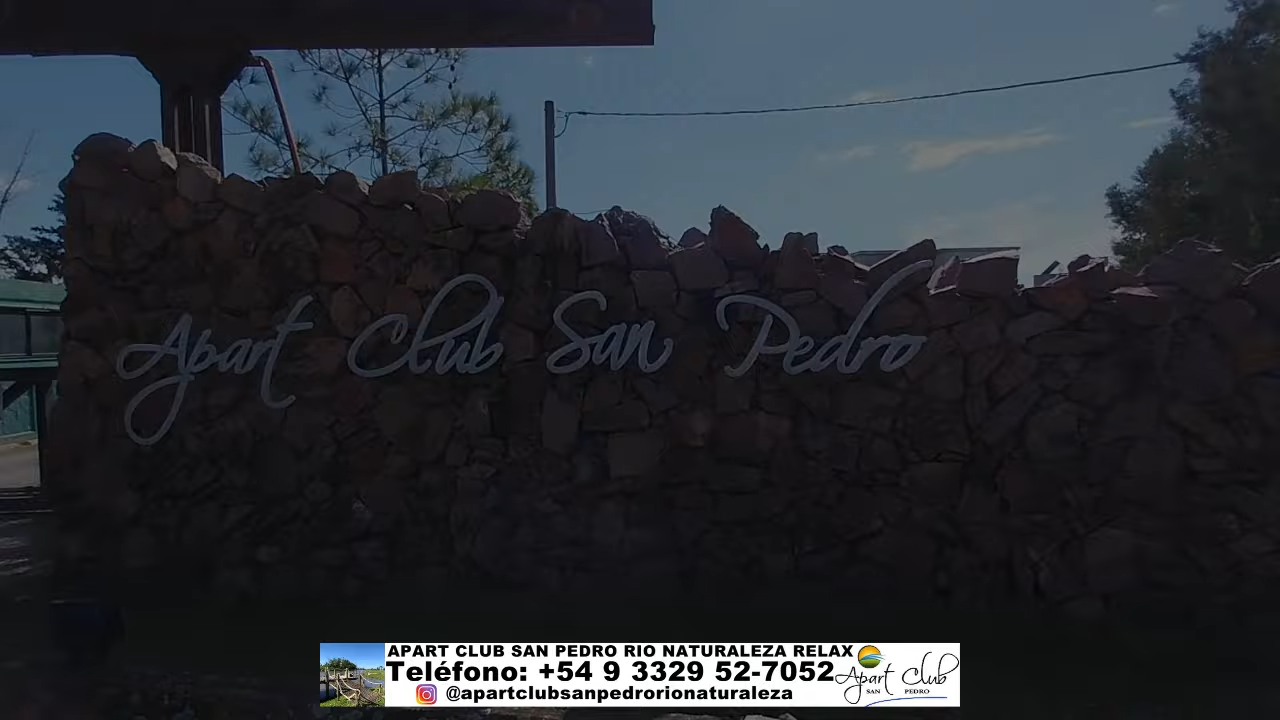 Apart Club San Pedro
APART CLUB SAN PEDRO RIO NATURALEZA RELAX
Teléfono: +54 9 3329 52-7052
@apartclubsanpedrorionaturaleza
Apart Club
SAN PEDRO